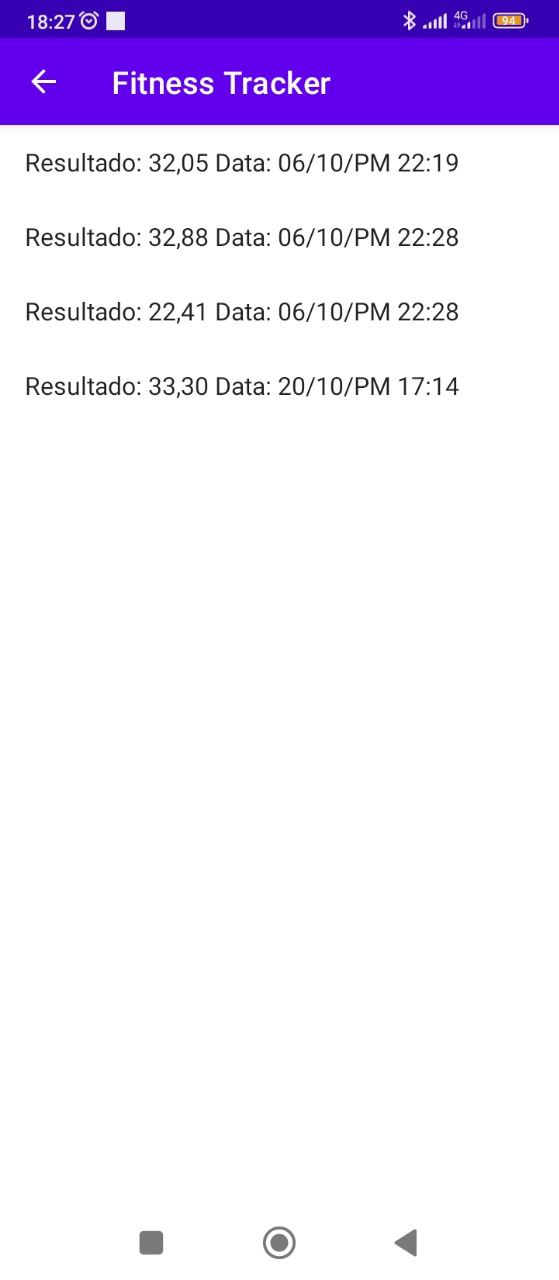 18:27 4G 94
Fitness Tracker
Resultado: 32,05 Data: 06/10/PM 22:19
Resultado: 32,88 Data: 06/10/PM 22:28
Resultado: 22,41 Data: 06/10/PM 22:28
Resultado: 33,30 Data: 20/10/PM 17:14